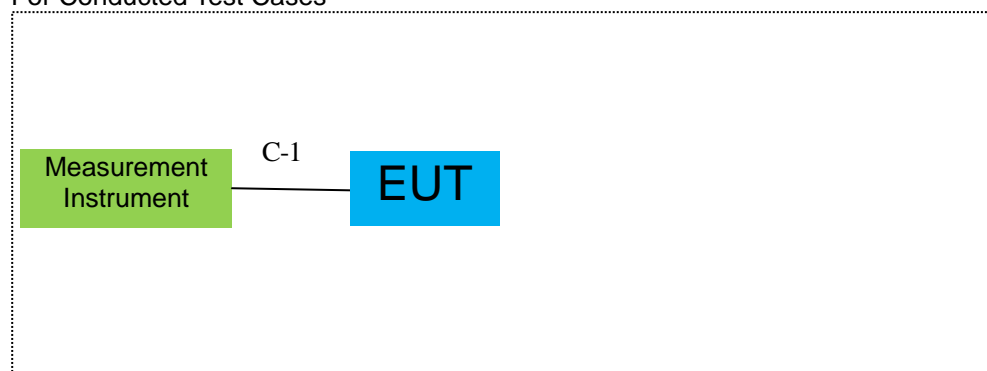 For Conducted Test Cases
C-1
Measurement
Instrument
EUT